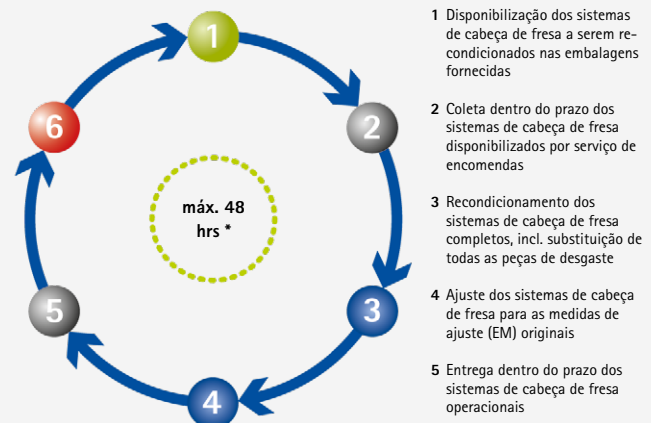 1
2
3
4
5
6
máx. 48
hrs *
1 Disponibilização dos sistemas
de cabeça de fresa a serem re-
condicionados nas embalagens
fornecidas
2 Coleta dentro do prazo dos
sistemas de cabeça de fresa
disponibilizados por serviço de
encomendas
3 Recondicionamento dos
sistemas de cabeça de fresa
completos, incl. substituição de
todas as peças de desgaste
4 Ajuste dos sistemas de cabeça
de fresa para as medidas de
ajuste (EM) originais
5 Entrega dentro do prazo dos
sistemas de cabeça de fresa
operacionais